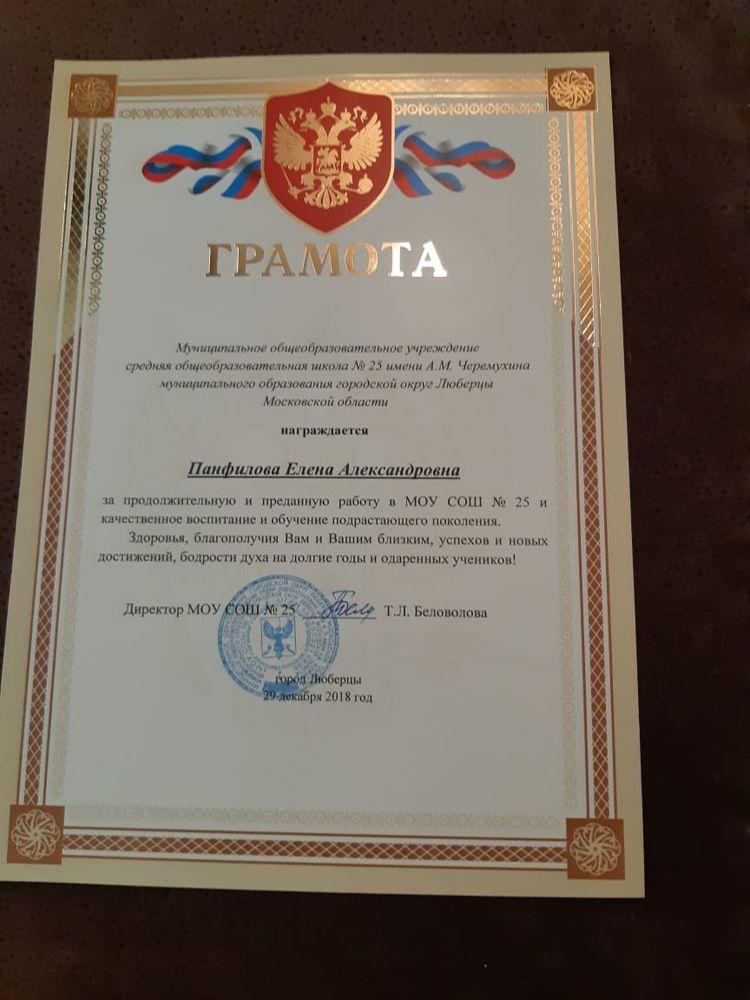 ГРАМОТА
Муниципальное общеобразовательное учреждение
средняя общеобразовательная школа № 25 имени А.М. Черемухина
муниципального образования городской округ Люберцы
Московской области
награждается
Панфилова Елена Александровна
за продолжительную и преданную работу в МОУ СОШ № 25 и
качественное воспитание и обучение подрастающего поколения.
Здоровья, благополучия Вам и Вашим близким, успехов и новых
достижений, бодрости духа на долгие годы и одаренных учеников!
Директор МОУ СОШ № 25 Т.Л. Беловолова
город Люберцы
29 декабря 2018 год